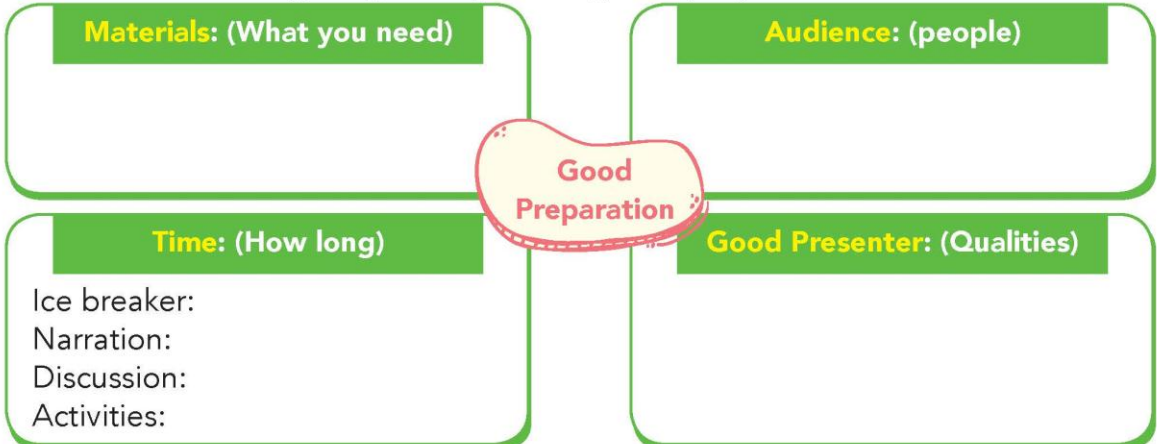 Materials: (What you need)
Audience: (people)
Good
Preparation
Time: (How long)
Ice breaker:
Narration:
Discussion:
Activities:
Good Presenter: (Qualities)